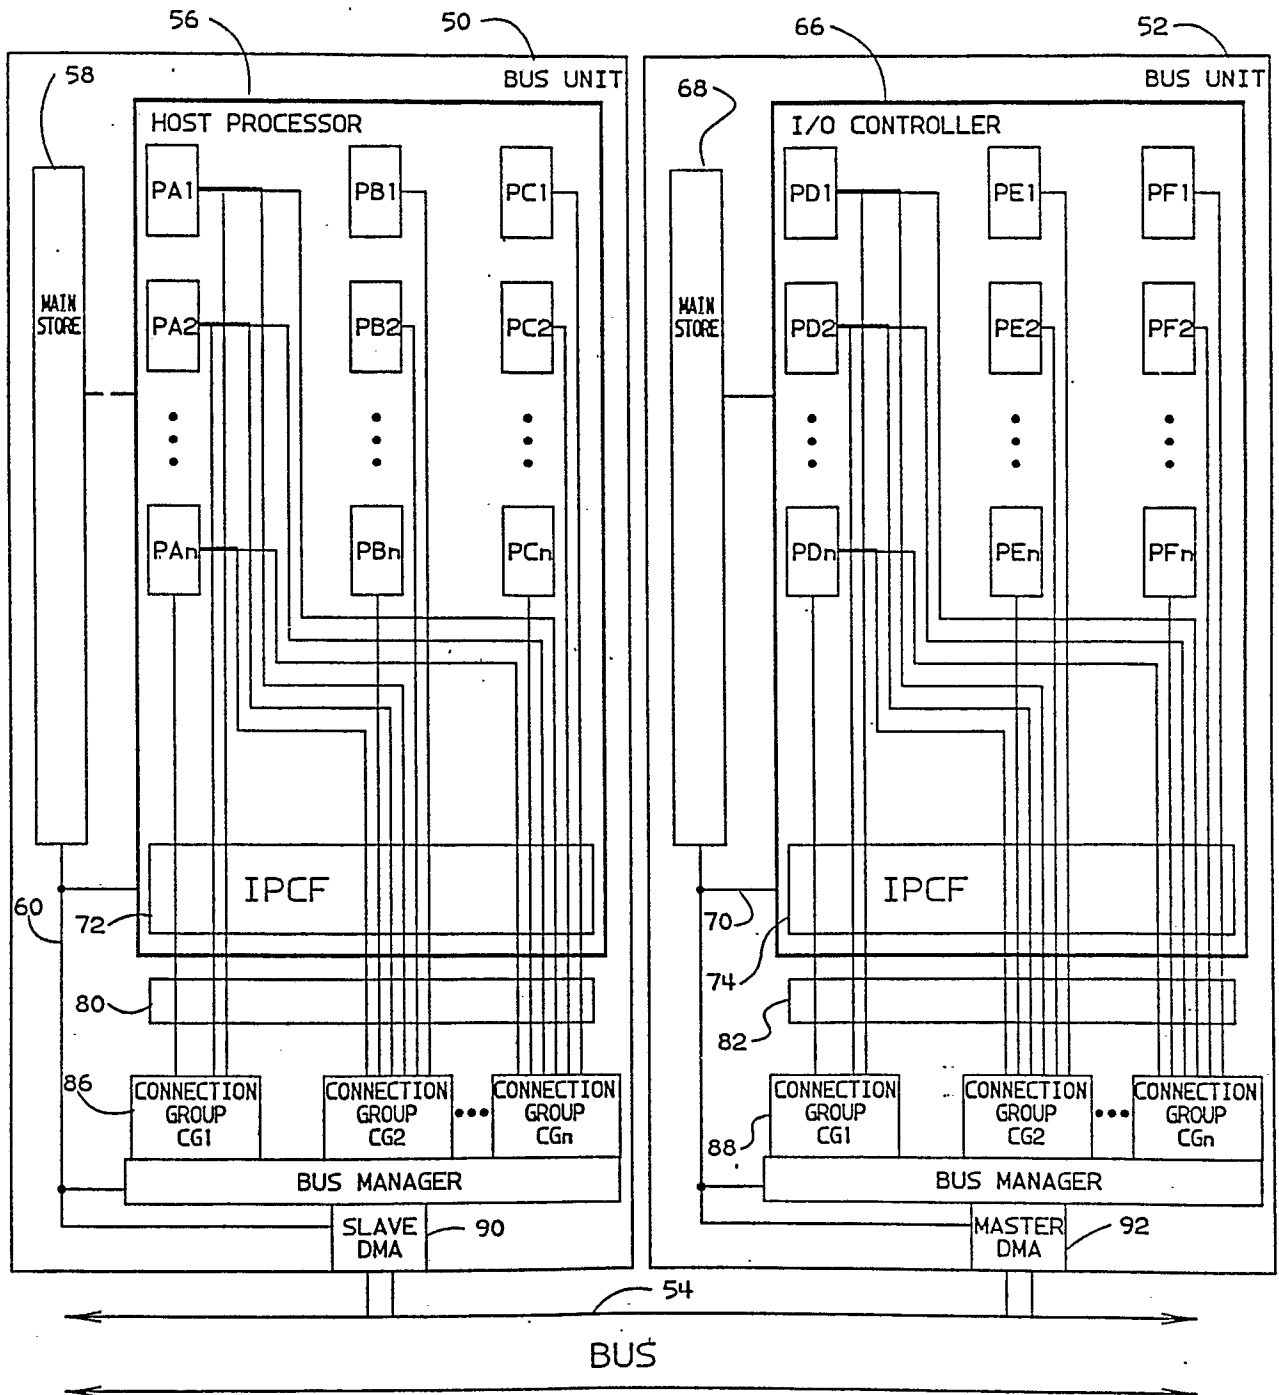 56
50
66
52
58
BUS UNIT
68
BUS UNIT
HOST PROCESSOR
I/O CONTROLLER
PA1
PB1
PC1
PD1
PE1
PF1
MAIN
STORE
PA2
PB2
PC2
MAIN
STORE
PD2
PE2
PF2
PAn
PBn
PCn
PDn
PEn
PFn
IPCF
IPCF
60
72
70
74
80
82
86
CONNECTION
GROUP
CG1
CONNECTION
GROUP
CG2
CONNECTION
GROUP
CGn
88
CONNECTION
GROUP
CG1
CONNECTION
GROUP
CG2
CONNECTION
GROUP
CGn
BUS MANAGER
BUS MANAGER
SLAVE
DMA
90
MASTER
DMA
92
54
BUS